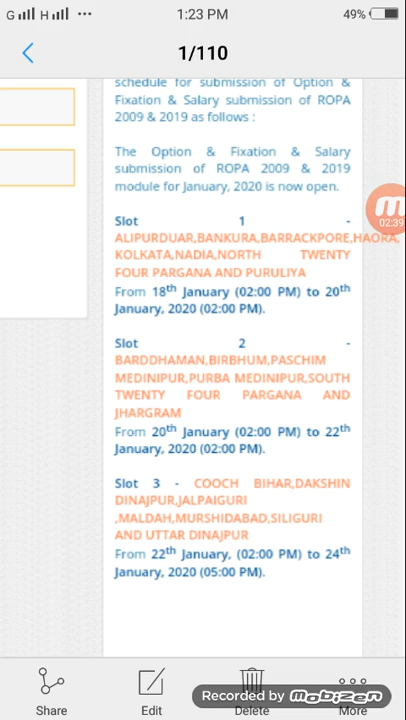 G H ••• 1:23 PM 49%
1/110
schedule for submission of Option &
Fixation & Salary submission of ROPA
2009 & 2019 as follows :
The Option & Fixation & Salary
submission of ROPA 2009 & 2019
module for January, 2020 is now open.
Slot 1 -
ALIPURDUAR,BANKURA,BARRACKPORE,HAORA,
KOLKATA,NADIA,NORTH TWENTY
FOUR PARGANA AND PURULIYA
From 18th January (02:00 PM) to 20th
January, 2020 (02:00 PM).
Slot 2 -
BARDDHAMAN,BIRBHUM,PASCHIM
MEDINIPUR,PURBA MEDINIPUR,SOUTH
TWENTY FOUR PARGANA AND
JHARGRAM
From 20th January (02:00 PM) to 22th
January, 2020 (02:00 PM).
Slot 3 - COOCH BIHAR,DAKSHIN
DINAJPUR,JALPAIGURI
,MALDAH,MURSHIDABAD,SILIGURI
AND UTTAR DINAJPUR
From 22th January, (02:00 PM) to 24th
January, 2020 (05:00 PM).
02:39
Recorded by Mobizen
Share Edit Delete More